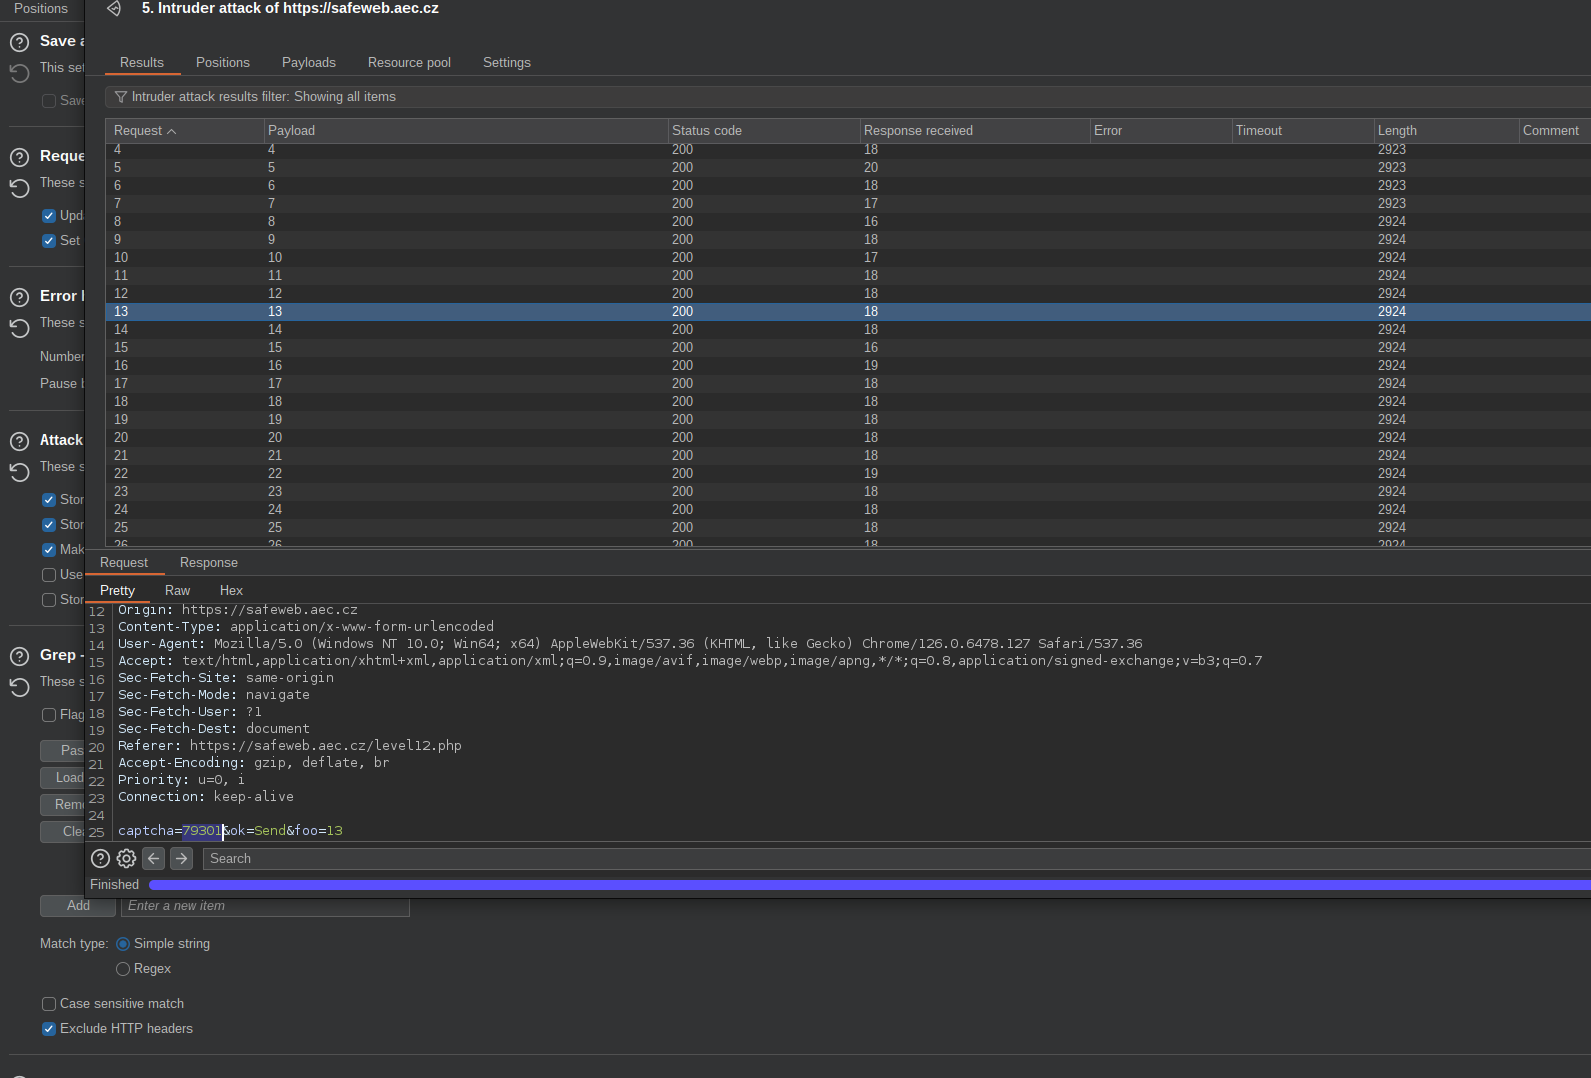 Positions
5. Intruder attack of https://safeweb.aec.cz
Save a
This set
Save
Reque
These s
Upda
Set
Error h
These s
Number
Pause b
Attack
These s
Stor
Stor
Mak
Use
Stor
Grep -
These s
Flag
Pas
Load
Remo
Clea
Results Positions Payloads Resource pool Settings
Intruder attack results filter: Showing all items
Request Payload Status code Response received Error Timeout Length Comment
4 4 200 18 2923
5 5 200 20 2923
6 6 200 18 2923
7 7 200 17 2923
8 8 200 16 2924
9 9 200 18 2924
10 10 200 17 2924
11 11 200 18 2924
12 12 200 18 2924
13 13 200 18 2924
14 14 200 18 2924
15 15 200 16 2924
16 16 200 19 2924
17 17 200 18 2924
18 18 200 18 2924
19 19 200 18 2924
20 20 200 18 2924
21 21 200 18 2924
22 22 200 19 2924
23 23 200 18 2924
24 24 200 18 2924
25 25 200 18 2924
26 26 200 18 2924
Request Response
Pretty Raw Hex
12 Origin: https://safeweb.aec.cz
13 Content-Type: application/x-www-form-urlencoded
14 User-Agent: Mozilla/5.0 (Windows NT 10.0; Win64; x64) AppleWebKit/537.36 (KHTML, like Gecko) Chrome/126.0.6478.127 Safari/537.36
15 Accept: text/html,application/xhtml+xml,application/xml;q=0.9,image/avif,image/webp,image/apng,*/*;q=0.8,application/signed-exchange;v=b3;q=0.7
16 Sec-Fetch-Site: same-origin
17 Sec-Fetch-Mode: navigate
18 Sec-Fetch-User: ?1
19 Sec-Fetch-Dest: document
20 Referer: https://safeweb.aec.cz/level12.php
21 Accept-Encoding: gzip, deflate, br
22 Priority: u=0, i
23 Connection: keep-alive
24
25 captcha=79301&ok=Send&foo=13
Search
Finished
Add Enter a new item
Match type: Simple string
Regex
Case sensitive match
Exclude HTTP headers